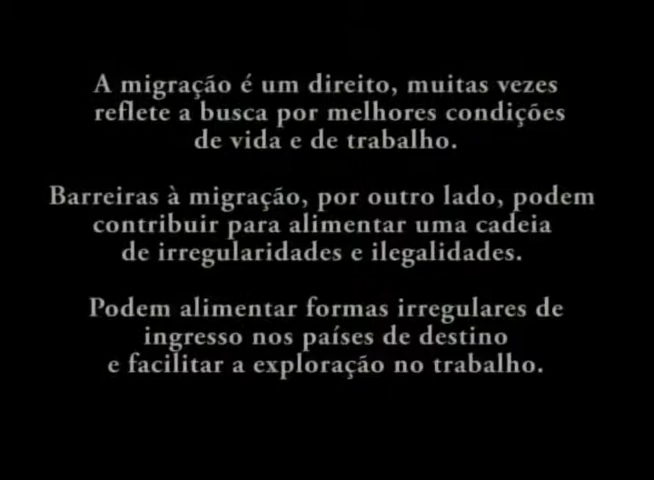 A migração é um direito, muitas vezes
reflete a busca por melhores condições
de vida e de trabalho.
Barreiras à migração, por outro lado, podem
contribuir para alimentar uma cadeia
de irregularidades e ilegalidades.
Podem alimentar formas irregulares de
ingresso nos países de destino
e facilitar a exploração no trabalho.